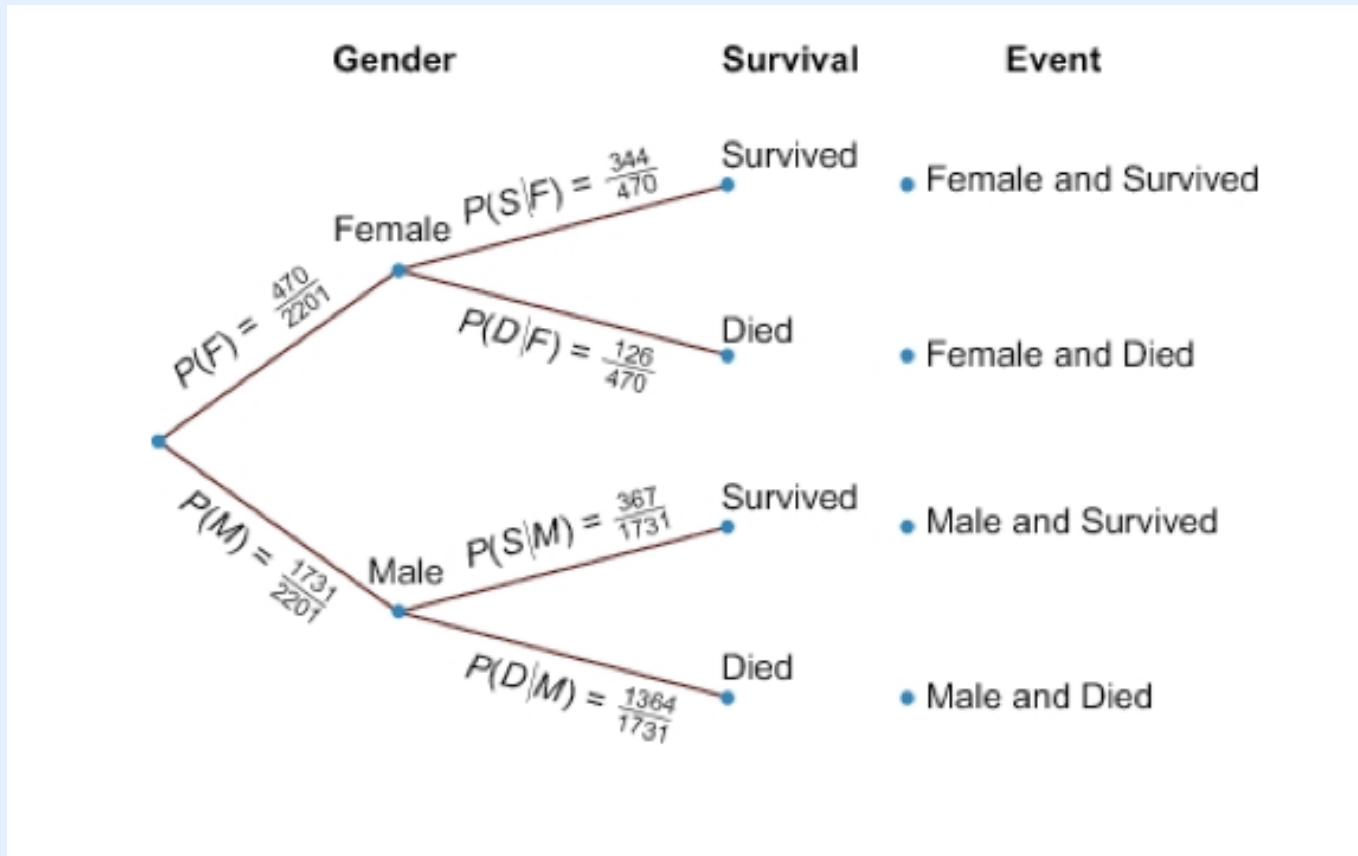 Gender Survival Event
Survived
P(S|F) = 344/470
Female and Survived
Female
P(F) = 470/2201
Died
P(D|F) = 126/470
Female and Died
Survived
P(S|M) = 367/1731
Male and Survived
P(M) = 1731/2201
Male
Died
P(D|M) = 1364/1731
Male and Died